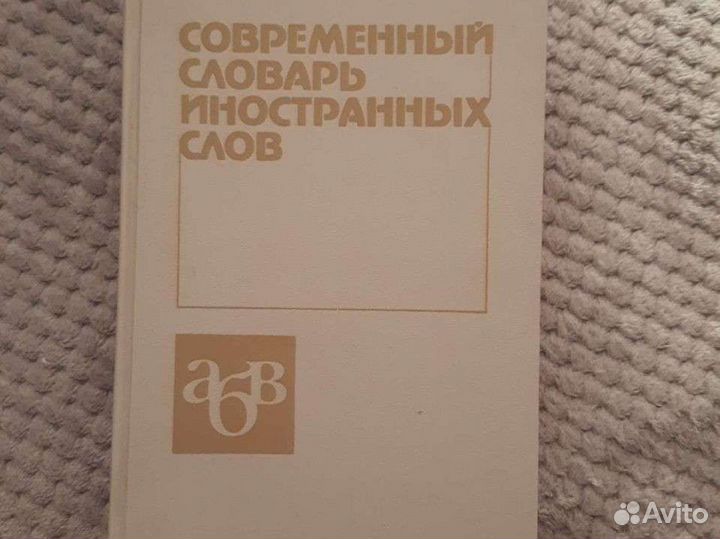 СОВРЕМЕННЫЙ
СЛОВАРЬ
ИНОСТРАННЫХ
СЛОВ
абв
Avito